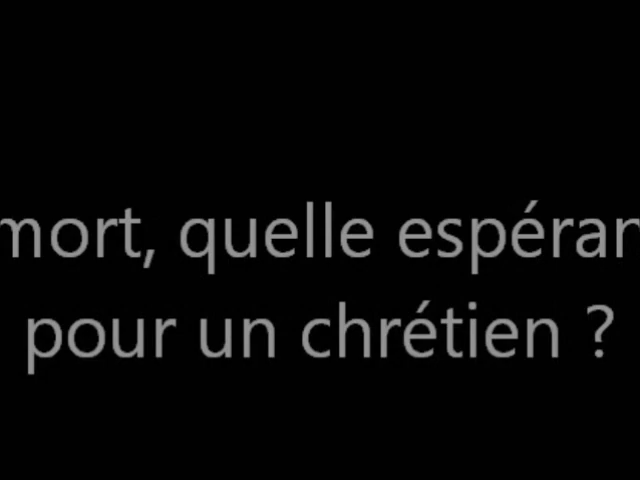 mort, quelle espéran
pour un chrétien ?